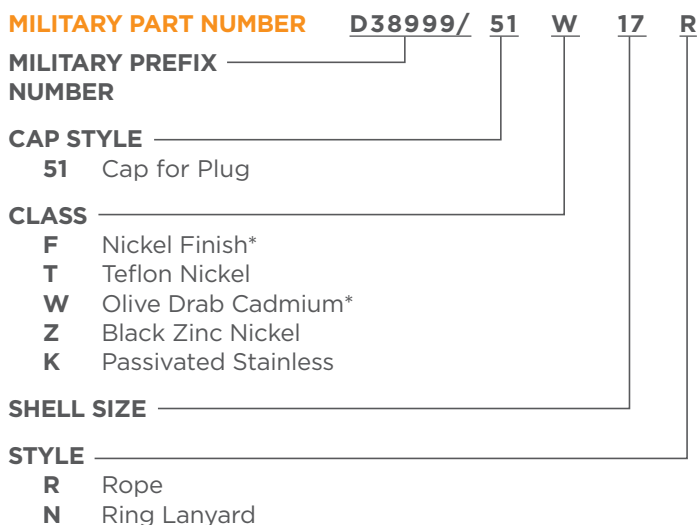 MILITARY PART NUMBER D38999/ 51 W 17 R
MILITARY PREFIX
NUMBER
CAP STYLE
51 Cap for Plug
CLASS
F Nickel Finish*
T Teflon Nickel
W Olive Drab Cadmium*
Z Black Zinc Nickel
K Passivated Stainless
SHELL SIZE
STYLE
R Rope
N Ring Lanyard